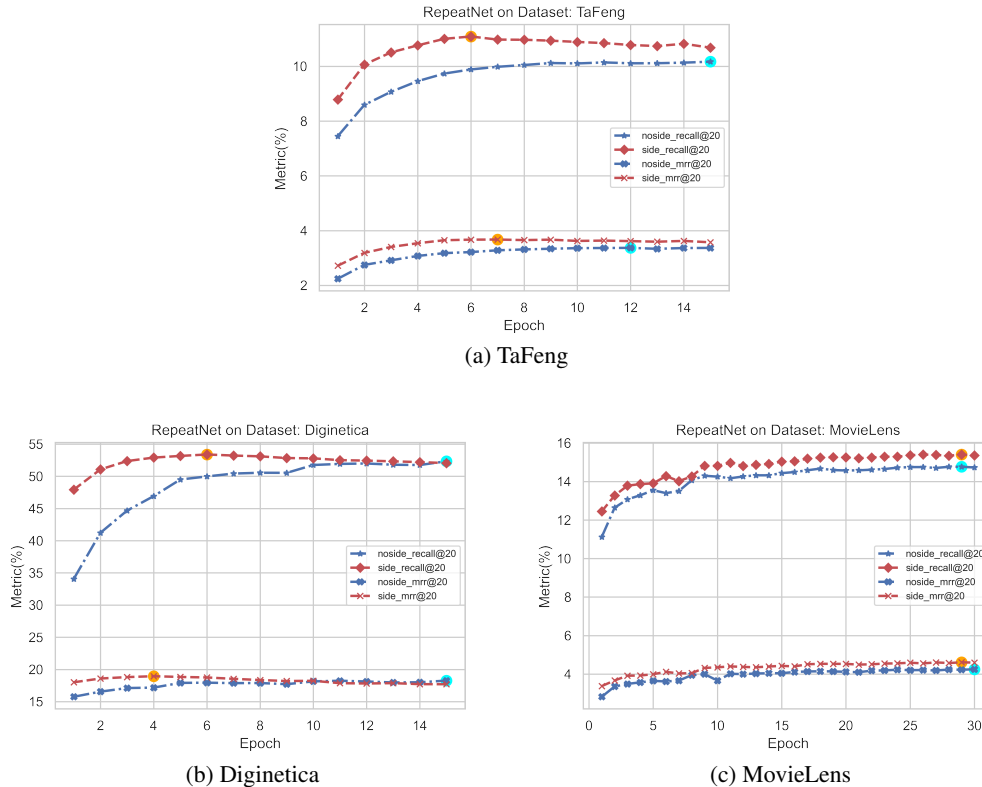 RepeatNet on Dataset: TaFeng
10
8
6
4
2
Metric(%)
noside_recall@20
side_recall@20
noside_mrr@20
side_mrr@20
2 4 6 8 10 12 14
Epoch
(a) TaFeng
RepeatNet on Dataset: Diginetica
55
50
45
40
35
30
25
20
15
Metric(%)
noside_recall@20
side_recall@20
noside_mrr@20
side_mrr@20
2 4 6 8 10 12 14
Epoch
(b) Diginetica
RepeatNet on Dataset: MovieLens
16
14
12
10
8
6
4
Metric(%)
noside_recall@20
side_recall@20
noside_mrr@20
side_mrr@20
0 5 10 15 20 25 30
Epoch
(c) MovieLens